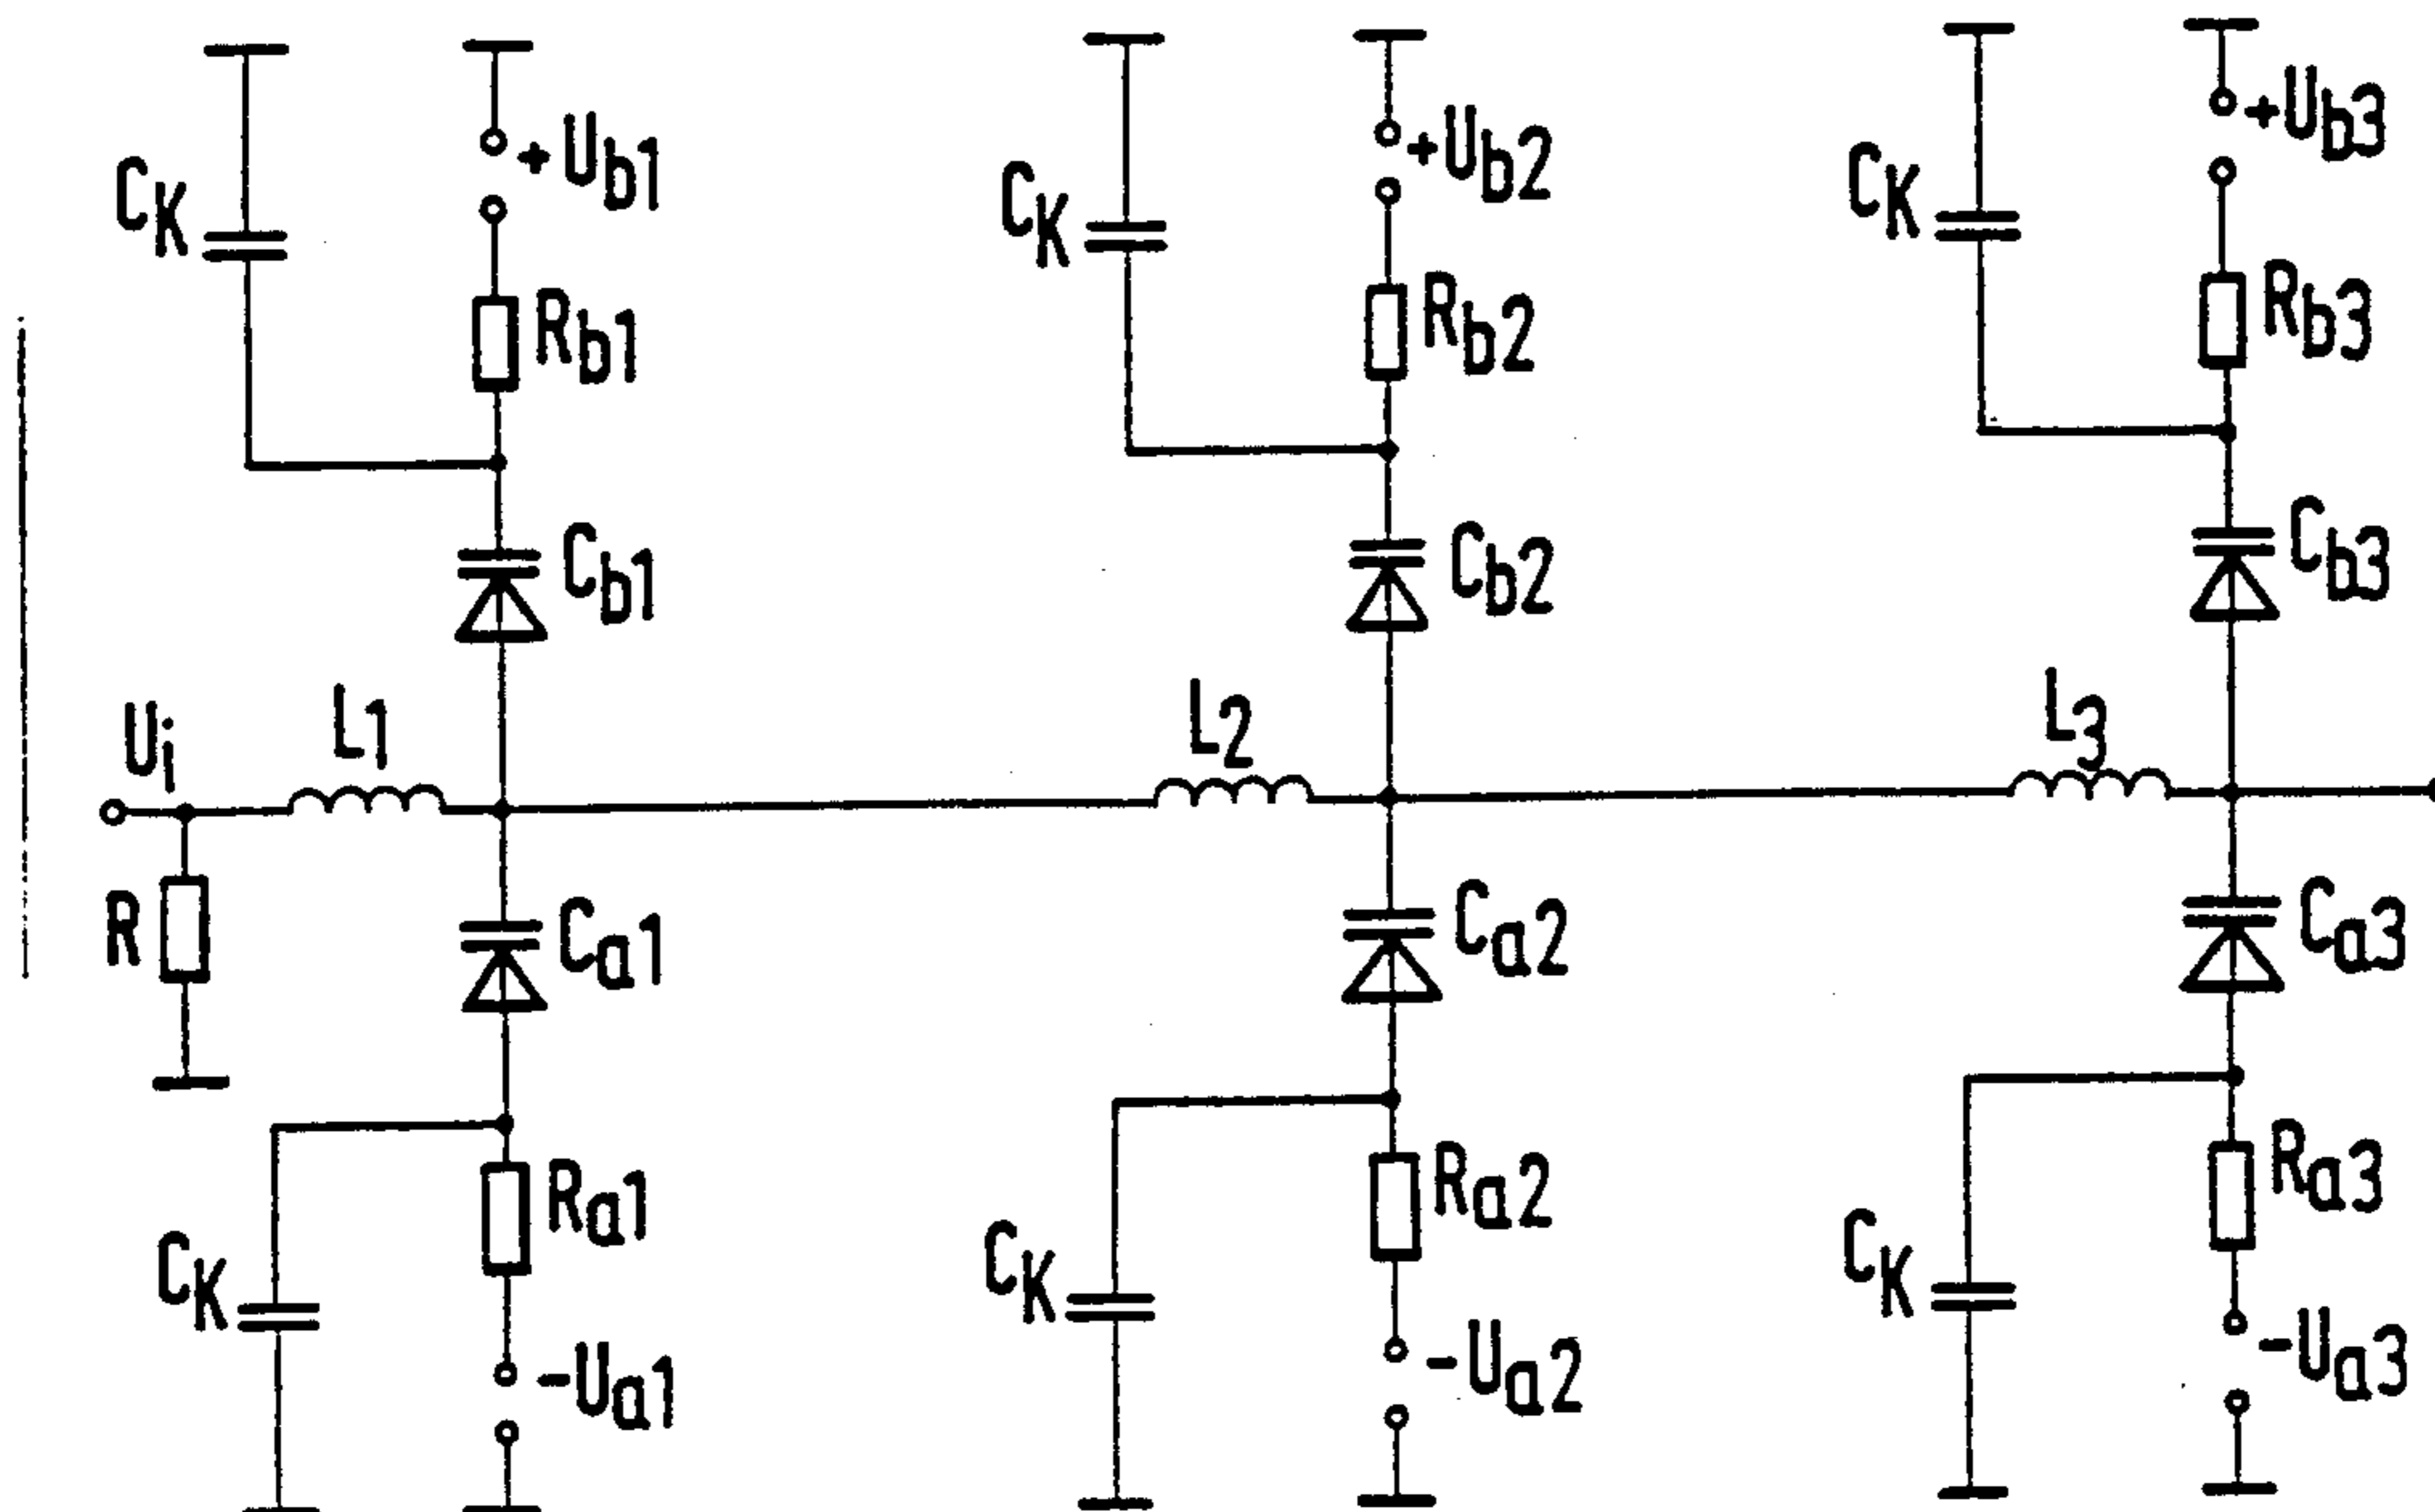 CK
+Ub1
Rb1
Cb1
CK
+Ub2
Rb2
Cb2
CK
+Ub3
Rb3
Cb3
Ui
L1
L2
L3
R
Ca1
Ra1
CK
-Ua1
Ca2
Ra2
CK
-Ua2
Ca3
Ra3
CK
-Ua3